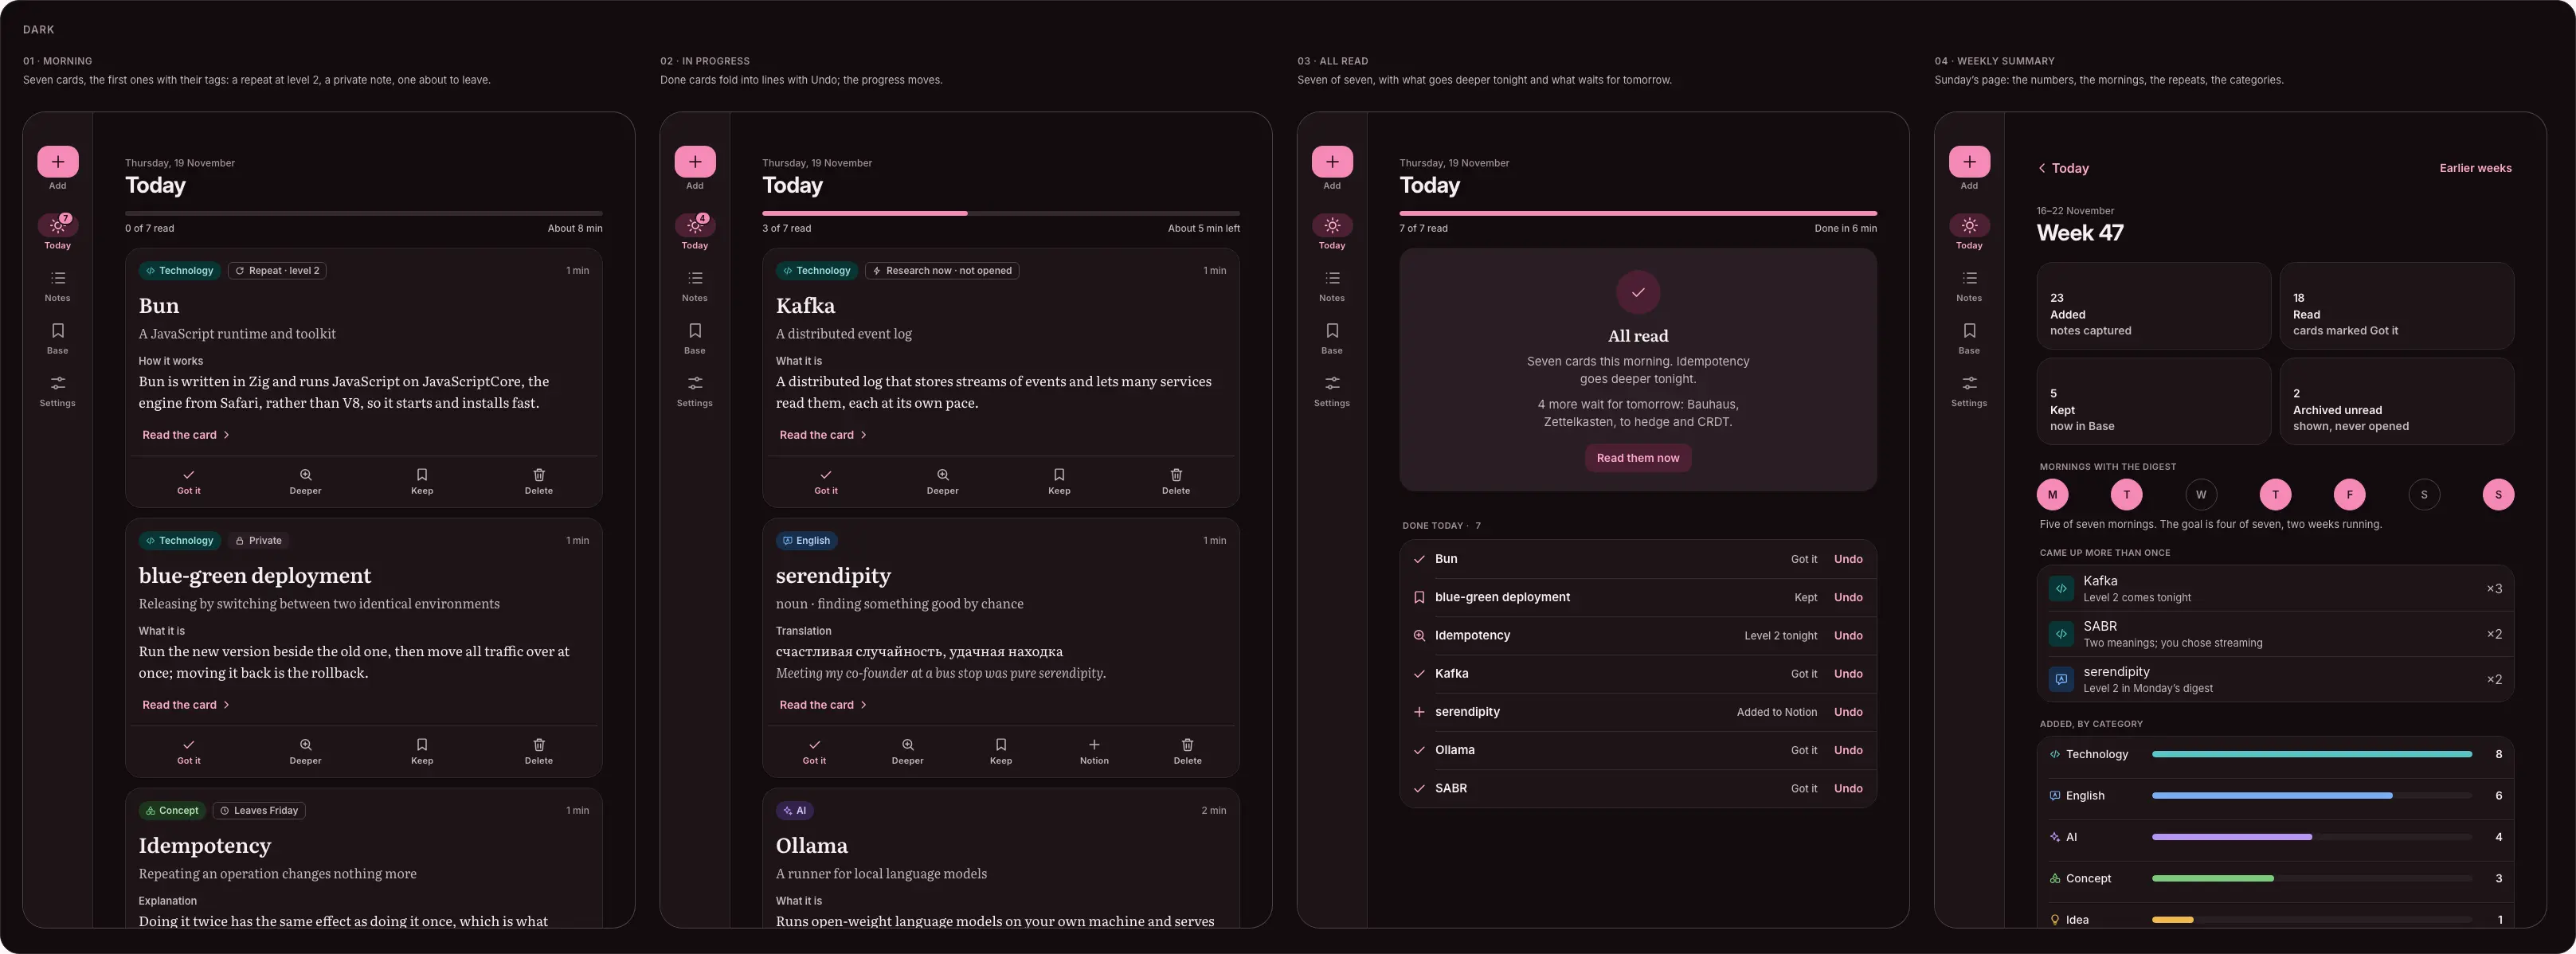 DARK
01 · MORNING
Seven cards, the first ones with their tags: a repeat at level 2, a private note, one about to leave.
Add
7
Today
Notes
Base
Settings
Thursday, 19 November
Today
0 of 7 read
About 8 min
Technology
Repeat · level 2
1 min
Bun
A JavaScript runtime and toolkit
How it works
Bun is written in Zig and runs JavaScript on JavaScriptCore, the
engine from Safari, rather than V8, so it starts and installs fast.
Read the card
Got it
Deeper
Keep
Delete
Technology
Private
1 min
blue-green deployment
Releasing by switching between two identical environments
What it is
Run the new version beside the old one, then move all traffic over at
once; moving it back is the rollback.
Read the card
Got it
Deeper
Keep
Delete
Concept
Leaves Friday
1 min
Idempotency
Repeating an operation changes nothing more
Explanation
Doing it twice has the same effect as doing it once, which is what
02 · IN PROGRESS
Done cards fold into lines with Undo; the progress moves.
Add
4
Today
Notes
Base
Settings
Thursday, 19 November
Today
3 of 7 read
About 5 min left
Technology
Research now · not opened
1 min
Kafka
A distributed event log
What it is
A distributed log that stores streams of events and lets many services
read them, each at its own pace.
Read the card
Got it
Deeper
Keep
Delete
English
1 min
serendipity
noun · finding something good by chance
Translation
счастливая случайность, удачная находка
Meeting my co-founder at a bus stop was pure serendipity.
Read the card
Got it
Deeper
Keep
Notion
Delete
AI
2 min
Ollama
A runner for local language models
What it is
Runs open-weight language models on your own machine and serves
03 · ALL READ
Seven of seven, with what goes deeper tonight and what waits for tomorrow.
Add
Today
Notes
Base
Settings
Thursday, 19 November
Today
7 of 7 read
Done in 6 min
All read
Seven cards this morning. Idempotency
goes deeper tonight.
4 more wait for tomorrow: Bauhaus,
Zettelkasten, to hedge and CRDT.
Read them now
DONE TODAY · 7
Bun
Got it
Undo
blue-green deployment
Kept
Undo
Idempotency
Level 2 tonight
Undo
Kafka
Got it
Undo
serendipity
Added to Notion
Undo
Ollama
Got it
Undo
SABR
Got it
Undo
04 · WEEKLY SUMMARY
Sunday's page: the numbers, the mornings, the repeats, the categories.
Add
Today
Notes
Base
Settings
Today
Earlier weeks
16–22 November
Week 47
23
Added
notes captured
18
Read
cards marked Got it
5
Kept
now in Base
2
Archived unread
shown, never opened
MORNINGS WITH THE DIGEST
M
T
W
T
F
S
S
Five of seven mornings. The goal is four of seven, two weeks running.
CAME UP MORE THAN ONCE
Kafka
Level 2 comes tonight
×3
SABR
Two meanings; you chose streaming
×2
serendipity
Level 2 in Monday's digest
×2
ADDED, BY CATEGORY
Technology
8
English
6
AI
4
Concept
3
Idea
1